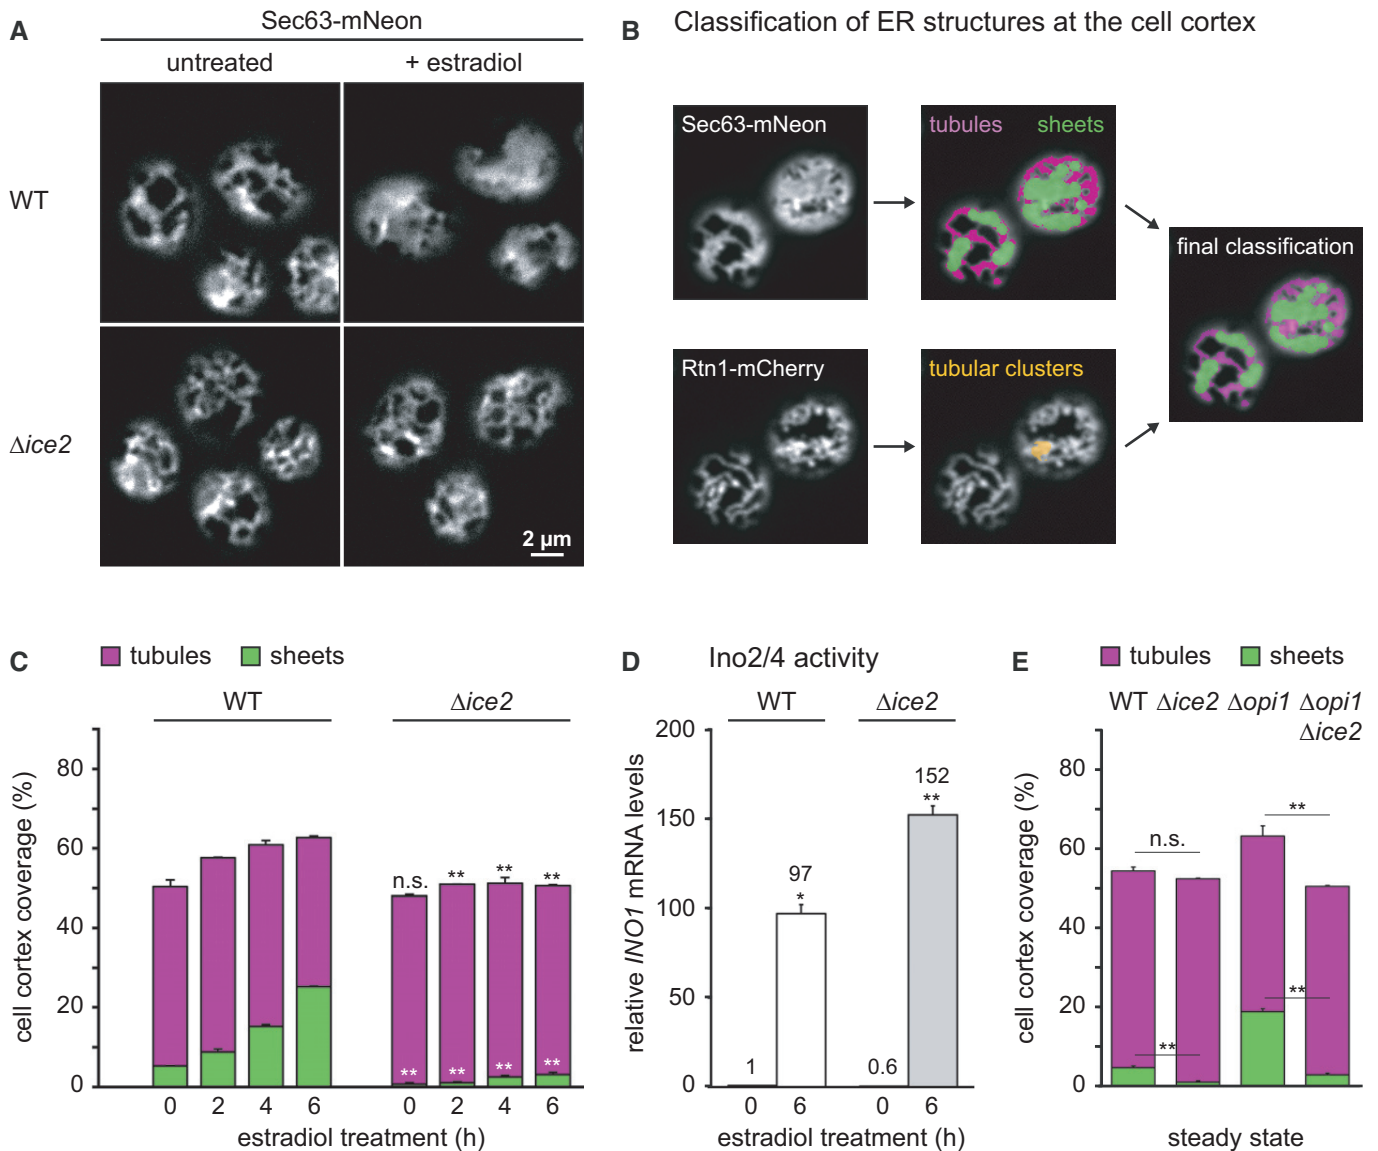 A
Sec63-mNeon
untreated
+ estradiol
WT
Δice2
2 µm
B
Classification of ER structures at the cell cortex
Sec63-mNeon
tubules sheets
final classification
Rtn1-mCherry
tubular clusters
C
tubules sheets
WT Δice2
cell cortex coverage (%)
80
60
40
20
0
n.s. ** ** **
** ** ** **
0 2 4 6 0 2 4 6
estradiol treatment (h)
D
Ino2/4 activity
WT Δice2
relative INO1 mRNA levels
200
150
100
50
0
1
97
*
0.6
152
**
0 6 0 6
estradiol treatment (h)
E
tubules sheets
WT Δice2 Δopi1 Δopi1
Δice2
cell cortex coverage (%)
80
60
40
20
0
n.s.
**
**
**
steady state